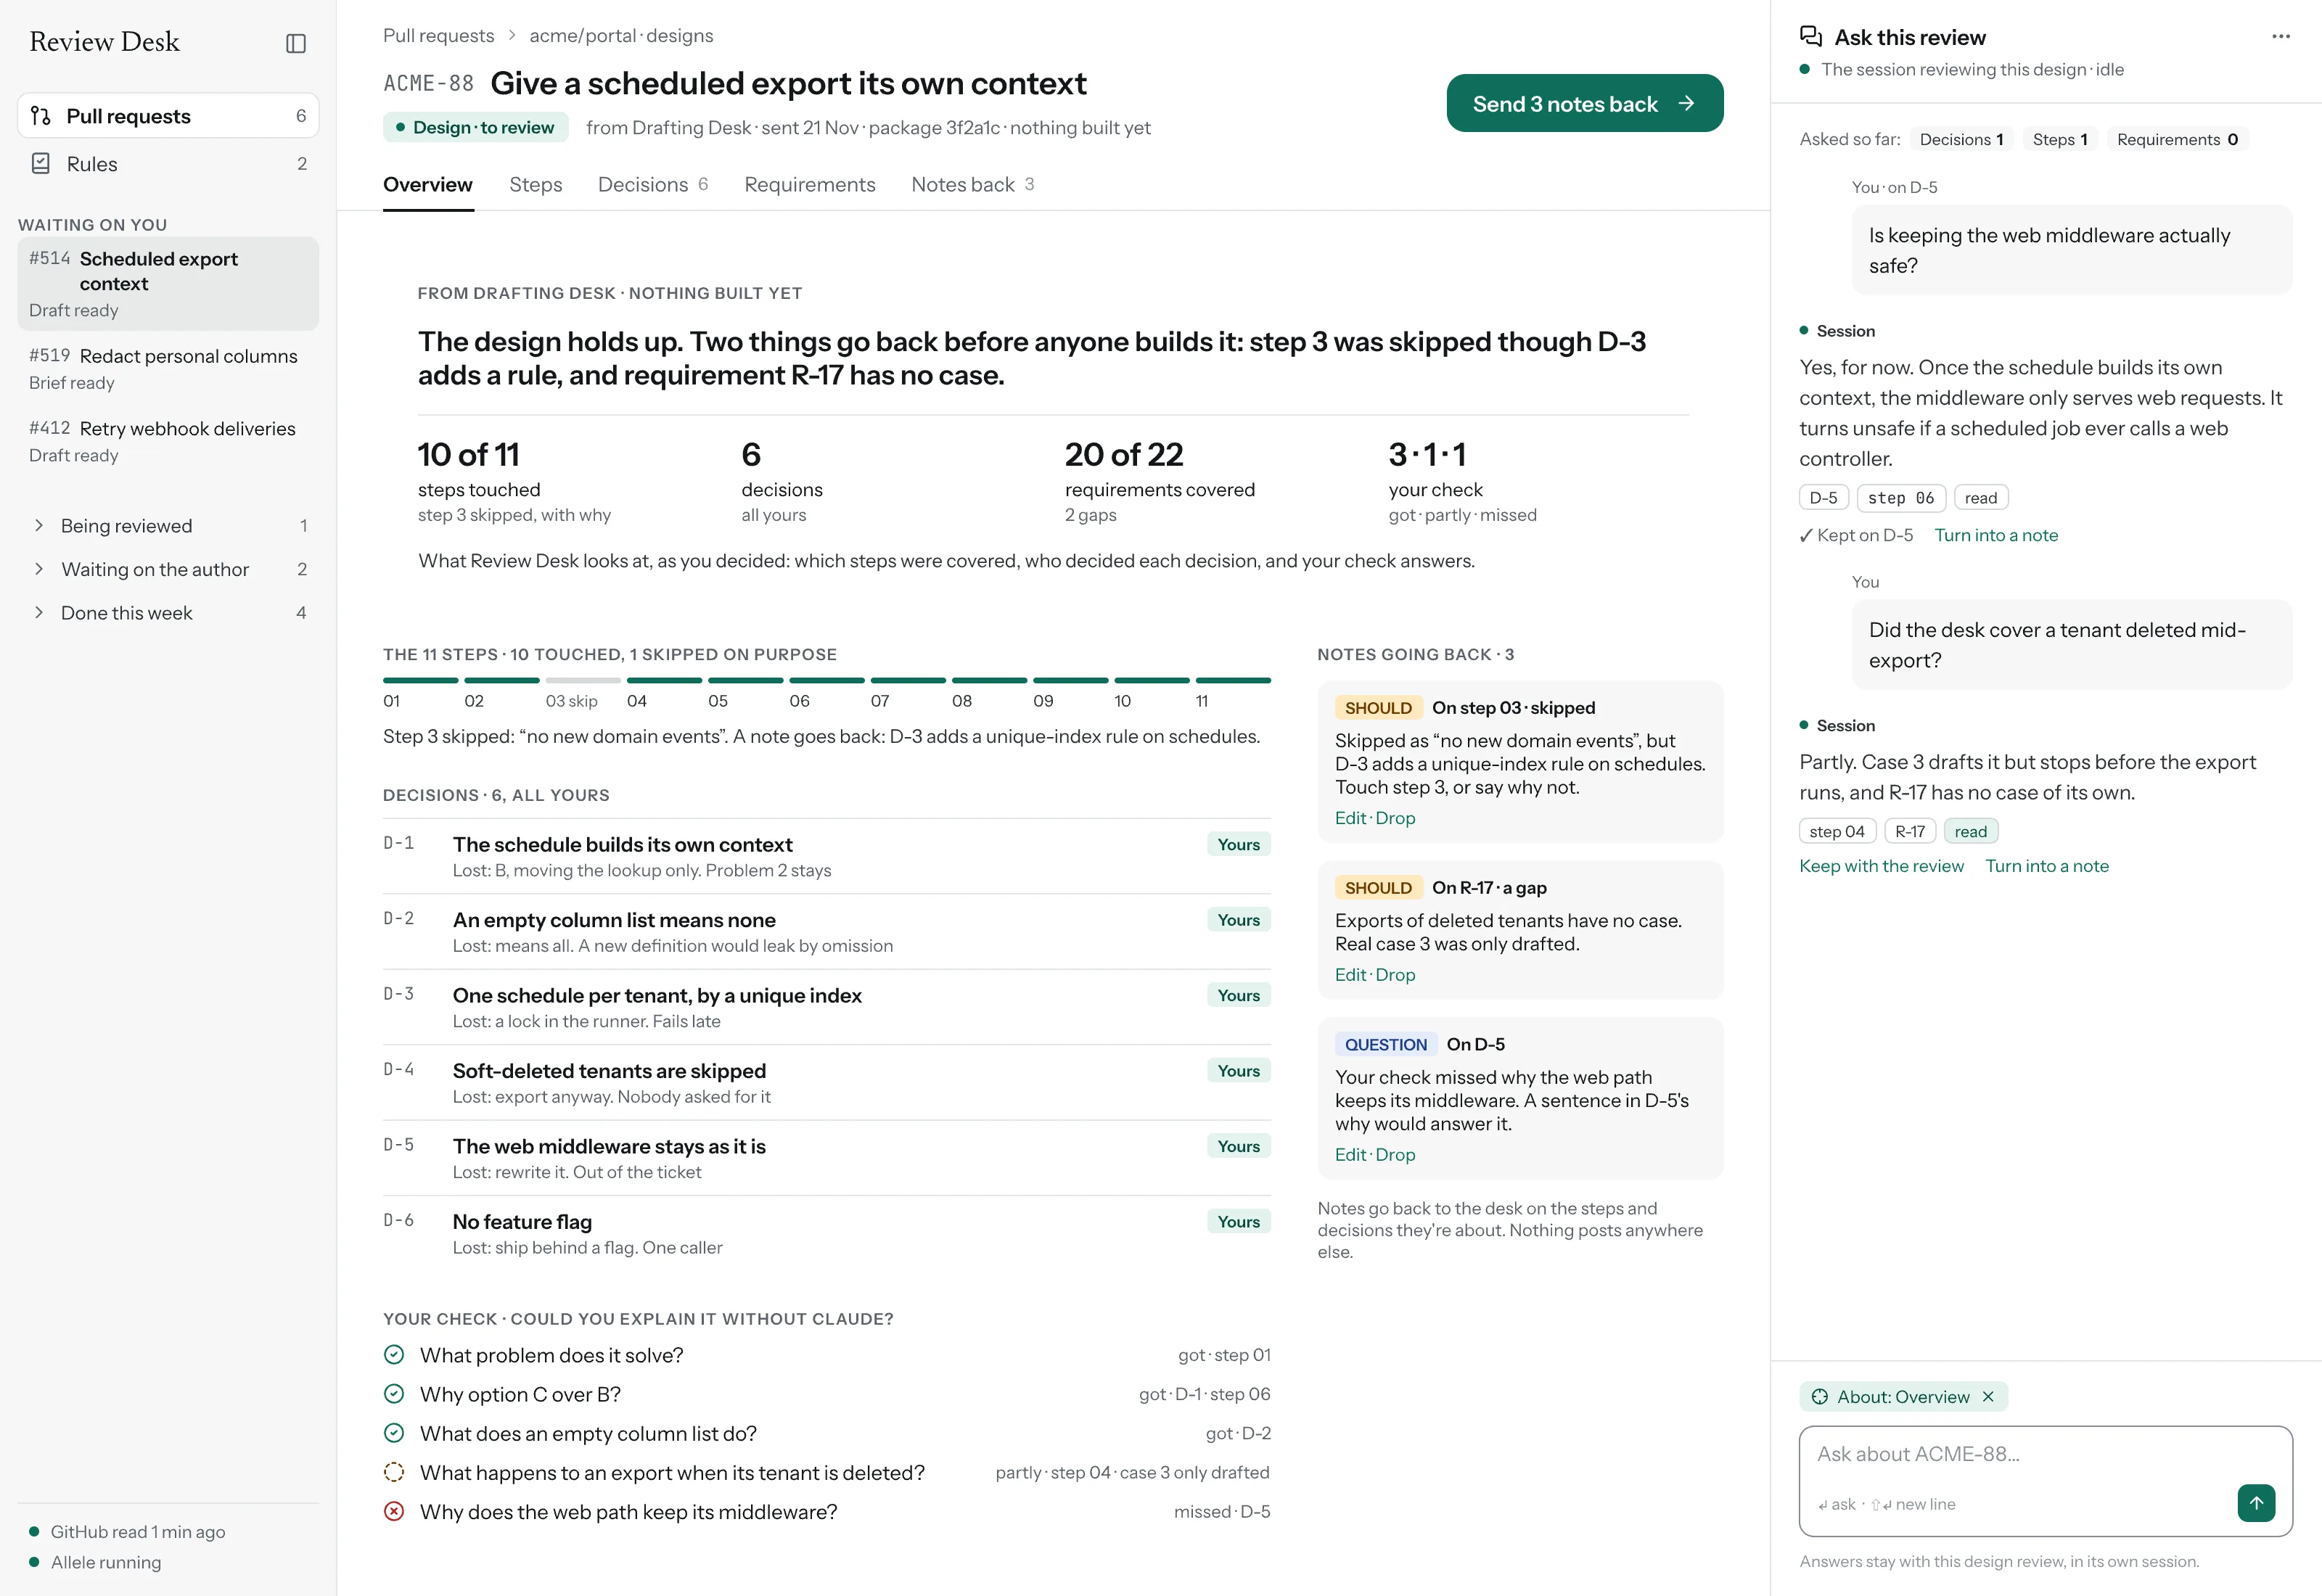 Review Desk
Pull requests 6
Rules 2
WAITING ON YOU
#514 Scheduled export
context
Draft ready
#519 Redact personal columns
Brief ready
#412 Retry webhook deliveries
Draft ready
Being reviewed 1
Waiting on the author 2
Done this week 4
GitHub read 1 min ago
Allele running
Pull requests > acme/portal · designs
ACME-88 Give a scheduled export its own context
Design · to review from Drafting Desk · sent 21 Nov · package 3f2a1c · nothing built yet
Send 3 notes back →
Overview Steps Decisions 6 Requirements Notes back 3
FROM DRAFTING DESK · NOTHING BUILT YET
The design holds up. Two things go back before anyone builds it: step 3 was skipped though D-3
adds a rule, and requirement R-17 has no case.
10 of 11
steps touched
step 3 skipped, with why
6
decisions
all yours
20 of 22
requirements covered
2 gaps
3 · 1 · 1
your check
got · partly · missed
What Review Desk looks at, as you decided: which steps were covered, who decided each decision, and your check answers.
THE 11 STEPS · 10 TOUCHED, 1 SKIPPED ON PURPOSE
01 02 03 skip 04 05 06 07 08 09 10 11
Step 3 skipped: “no new domain events”. A note goes back: D-3 adds a unique-index rule on schedules.
DECISIONS · 6, ALL YOURS
D-1 The schedule builds its own context Yours
Lost: B, moving the lookup only. Problem 2 stays
D-2 An empty column list means none Yours
Lost: means all. A new definition would leak by omission
D-3 One schedule per tenant, by a unique index Yours
Lost: a lock in the runner. Fails late
D-4 Soft-deleted tenants are skipped Yours
Lost: export anyway. Nobody asked for it
D-5 The web middleware stays as it is Yours
Lost: rewrite it. Out of the ticket
D-6 No feature flag Yours
Lost: ship behind a flag. One caller
YOUR CHECK · COULD YOU EXPLAIN IT WITHOUT CLAUDE?
What problem does it solve? got · step 01
Why option C over B? got · D-1 · step 06
What does an empty column list do? got · D-2
What happens to an export when its tenant is deleted? partly · step 04 · case 3 only drafted
Why does the web path keep its middleware? missed · D-5
NOTES GOING BACK · 3
SHOULD On step 03 · skipped
Skipped as “no new domain events”, but
D-3 adds a unique-index rule on schedules.
Touch step 3, or say why not.
Edit · Drop
SHOULD On R-17 · a gap
Exports of deleted tenants have no case.
Real case 3 was only drafted.
Edit · Drop
QUESTION On D-5
Your check missed why the web path
keeps its middleware. A sentence in D-5's
why would answer it.
Edit · Drop
Notes go back to the desk on the steps and
decisions they're about. Nothing posts anywhere
else.
Ask this review
The session reviewing this design · idle
Asked so far: Decisions 1 Steps 1 Requirements 0
You · on D-5
Is keeping the web middleware actually
safe?
Session
Yes, for now. Once the schedule builds its own
context, the middleware only serves web requests. It
turns unsafe if a scheduled job ever calls a web
controller.
D-5 step 06 read
✓ Kept on D-5 Turn into a note
You
Did the desk cover a tenant deleted mid-
export?
Session
Partly. Case 3 drafts it but stops before the export
runs, and R-17 has no case of its own.
step 04 R-17 read
Keep with the review Turn into a note
About: Overview ×
Ask about ACME-88...
↲ ask · ⇧↲ new line
Answers stay with this design review, in its own session.